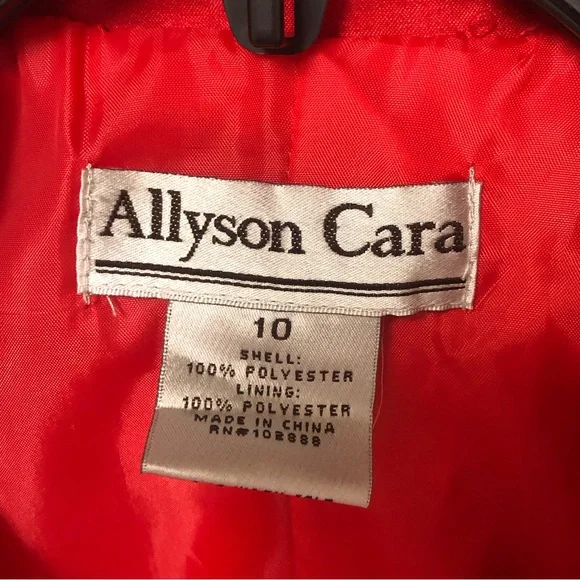 Allyson Cara
10
SHELL:
100% POLYESTER
LINING:
100% POLYESTER
MADE IN CHINA
RN#102888